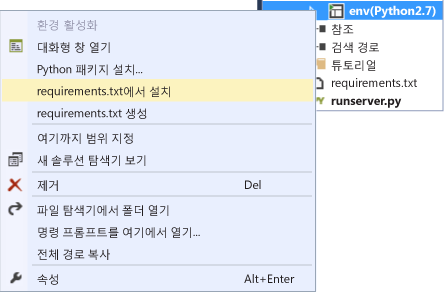 env(Python2.7)
참조
검색 경로
튜토리얼
requirements.txt
runserver.py
환경 활성화
대화형 창 열기
Python 패키지 설치...
requirements.txt에서 설치
requirements.txt 생성
여기까지 범위 지정
새 솔루션 탐색기 보기
제거 Del
파일 탐색기에서 폴더 열기
명령 프롬프트를 여기에서 열기...
전체 경로 복사
속성 Alt+Enter